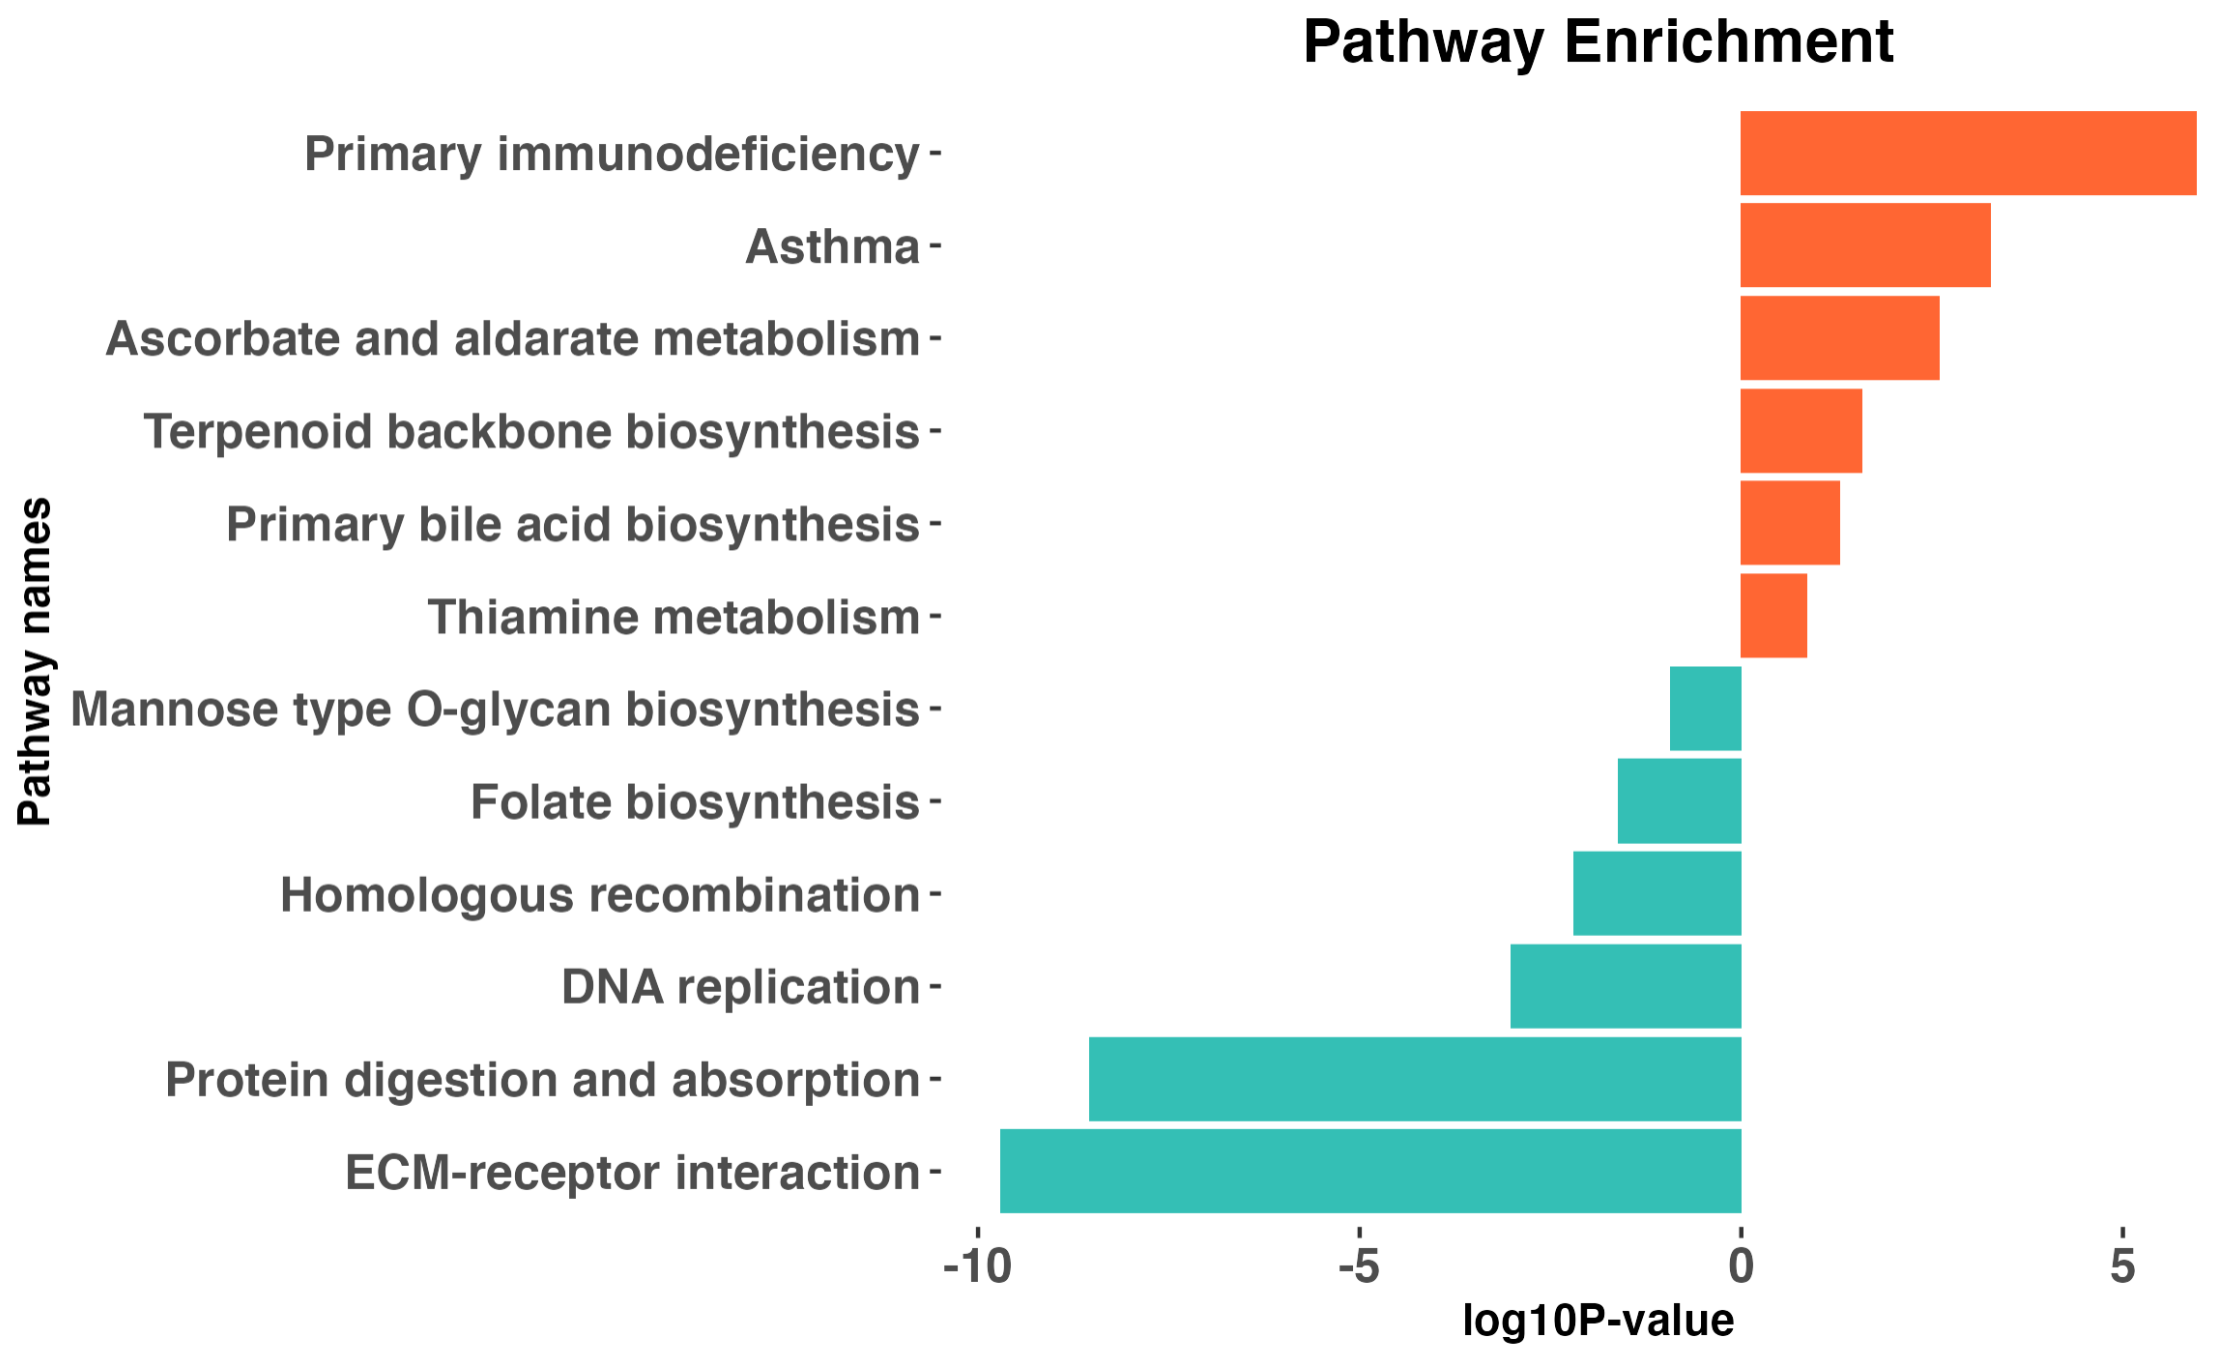 Pathway Enrichment
Pathway names
Primary immunodeficiency
Asthma
Ascorbate and aldarate metabolism
Terpenoid backbone biosynthesis
Primary bile acid biosynthesis
Thiamine metabolism
Mannose type O-glycan biosynthesis
Folate biosynthesis
Homologous recombination
DNA replication
Protein digestion and absorption
ECM-receptor interaction
-10 -5 0 5
log10P-value